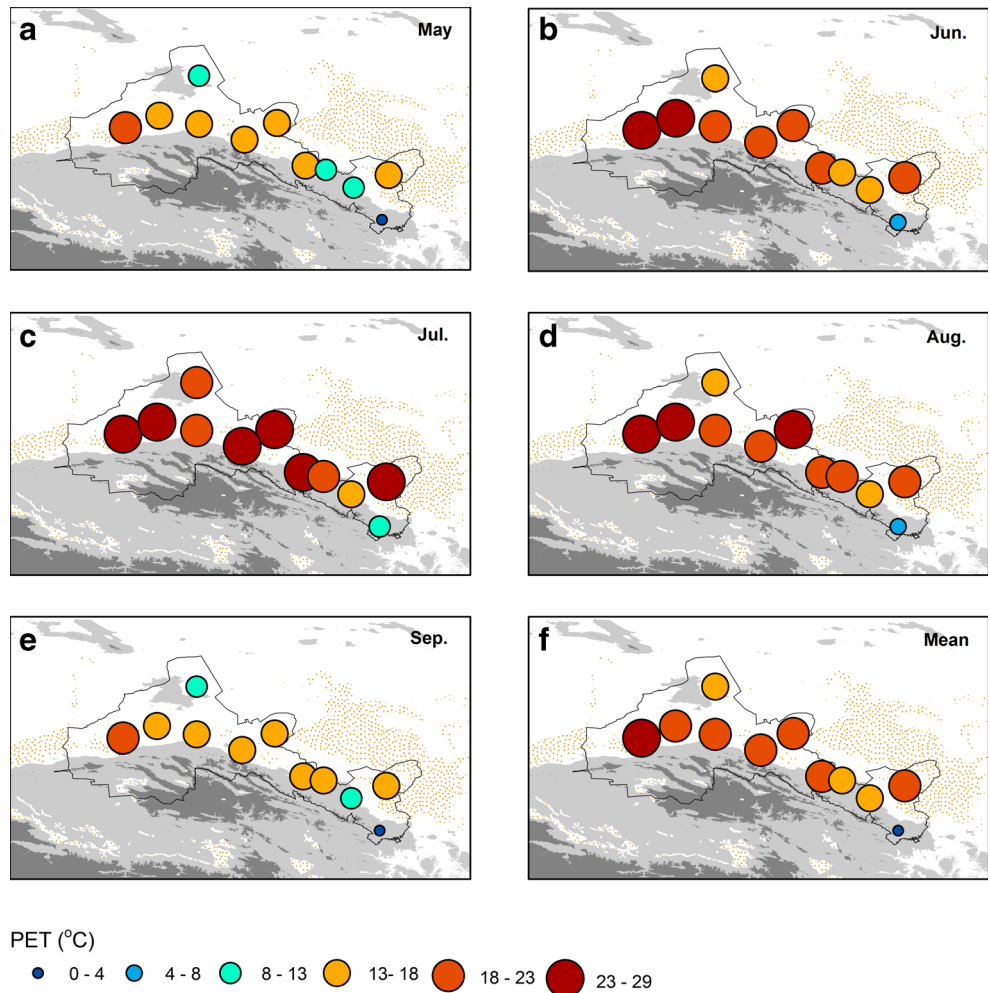 a May
b Jun.
c Jul.
d Aug.
e Sep.
f Mean
PET (°C)
0 - 4 4 - 8 8 - 13 13- 18 18 - 23 23 - 29